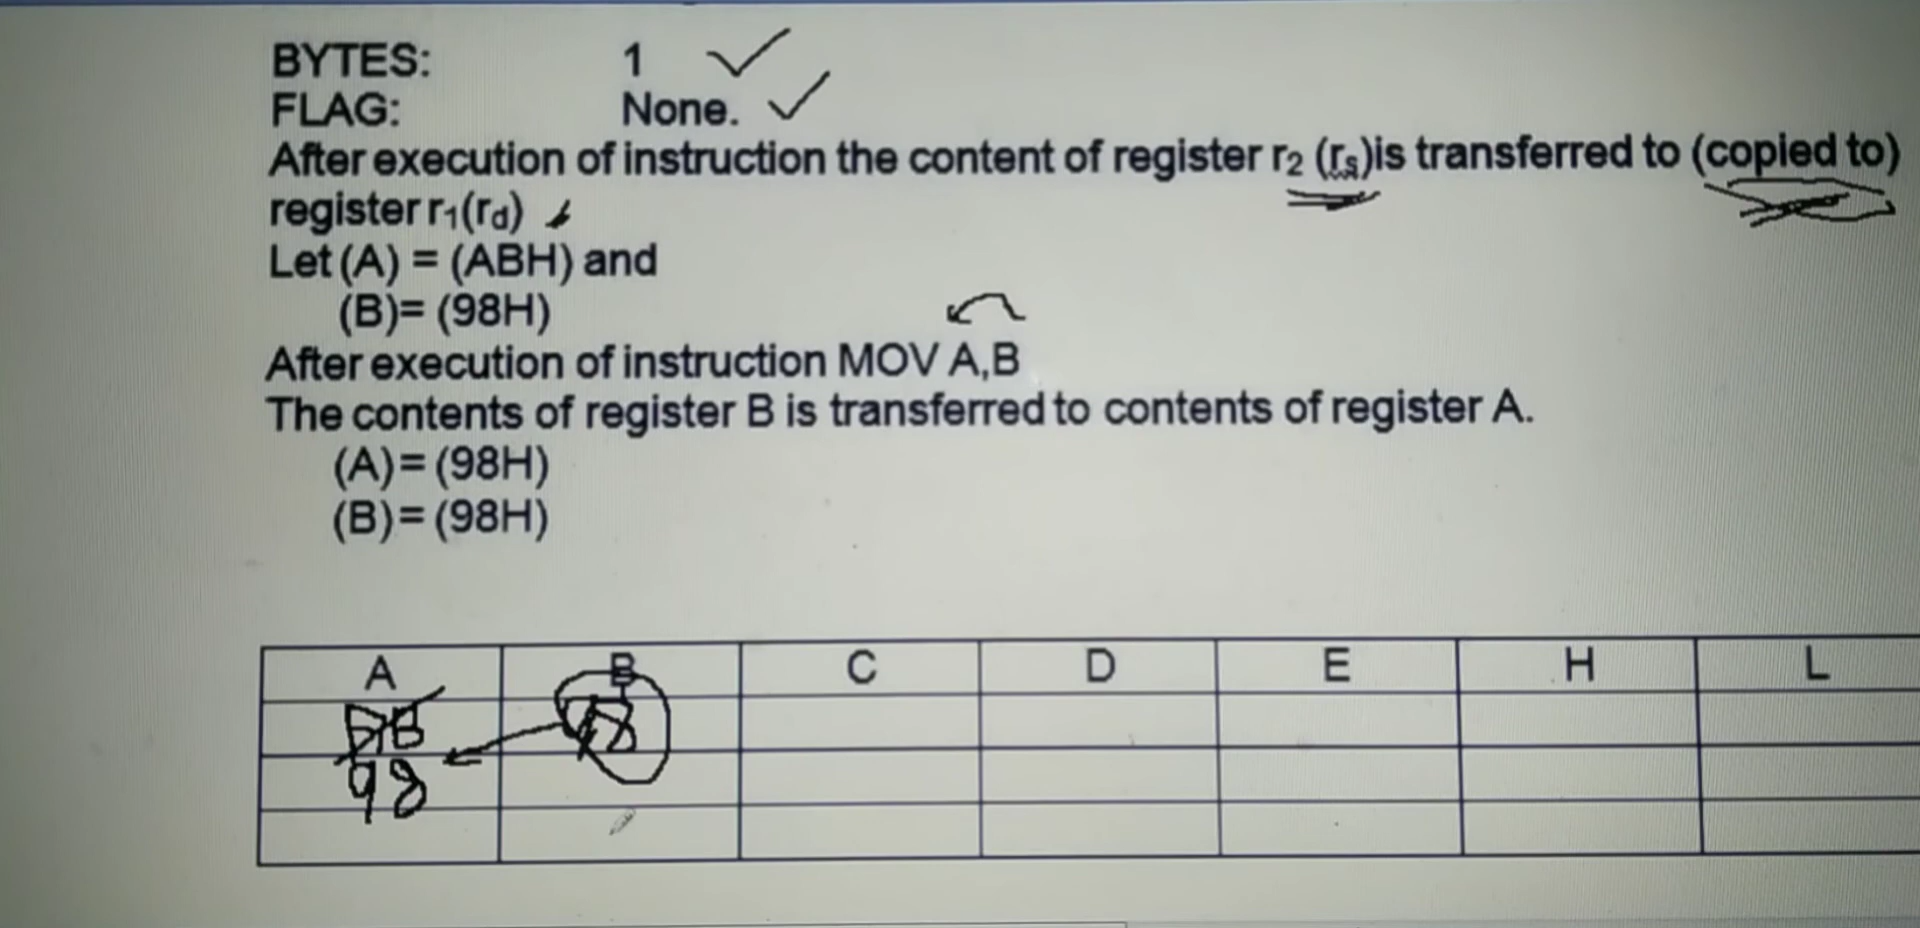 BYTES: 1
FLAG: None.
After execution of instruction the content of register r2 (rs)is transferred to (copied to)
register r1(rd)
Let (A) = (ABH) and
(B)= (98H)
After execution of instruction MOV A,B
The contents of register B is transferred to contents of register A.
(A)= (98H)
(B)= (98H)
A B C D E H L
AB 98
98